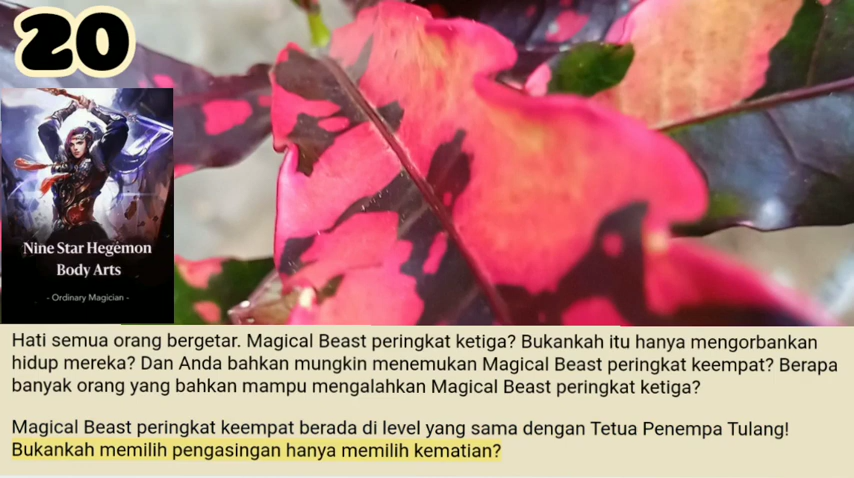 20
Nine Star Hegemon
Body Arts
- Ordinary Magician -
Hati semua orang bergetar. Magical Beast peringkat ketiga? Bukankah itu hanya mengorbankan
hidup mereka? Dan Anda bahkan mungkin menemukan Magical Beast peringkat keempat? Berapa
banyak orang yang bahkan mampu mengalahkan Magical Beast peringkat ketiga?
Magical Beast peringkat keempat berada di level yang sama dengan Tetua Penempa Tulang!
Bukankah memilih pengasingan hanya memilih kematian?